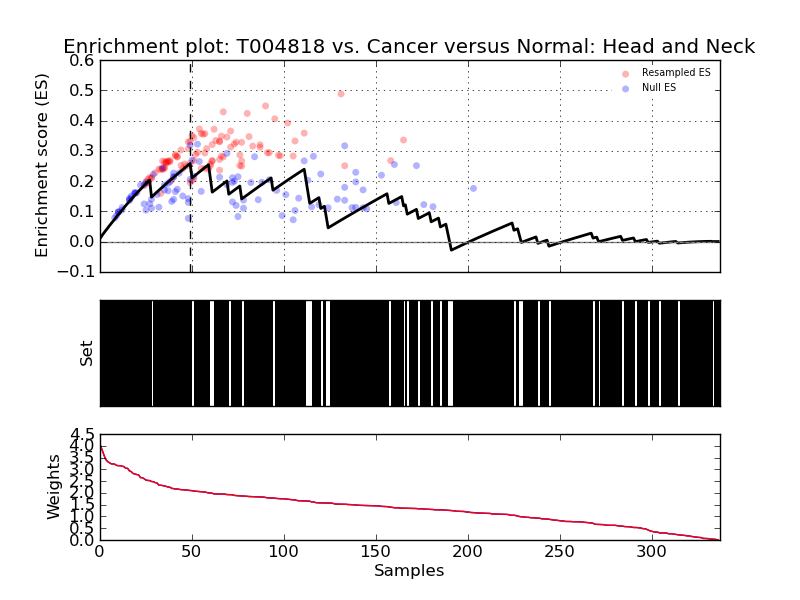 Enrichment plot: T004818 vs. Cancer versus Normal: Head and Neck
Enrichment score (ES)
0.6
0.5
0.4
0.3
0.2
0.1
0.0
−0.1
Resampled ES
Null ES
Set
Weights
4.5
4.0
3.5
3.0
2.5
2.0
1.5
1.0
0.5
0.0
0 50 100 150 200 250 300
Samples